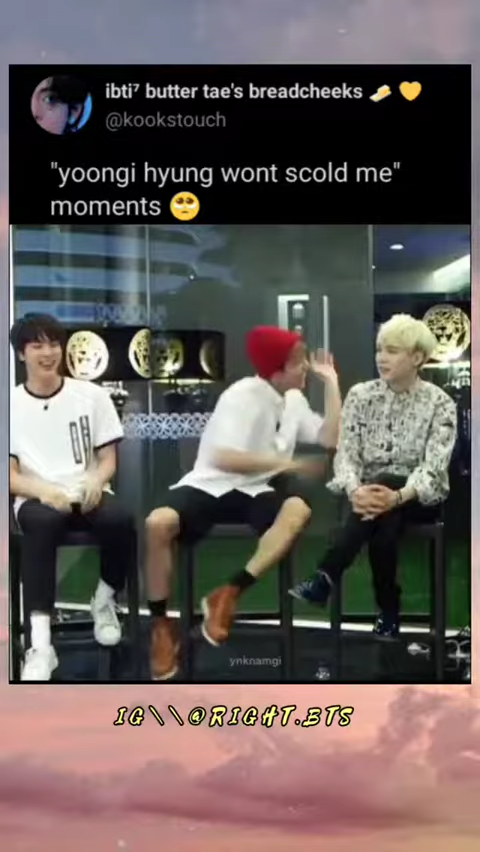 ibti⁷ butter tae's breadcheeks 🧈 💛
@kookstouch
"yoongi hyung wont scold me"
moments 🥺
ynknamgi
IG\\@RIGHT.BTS